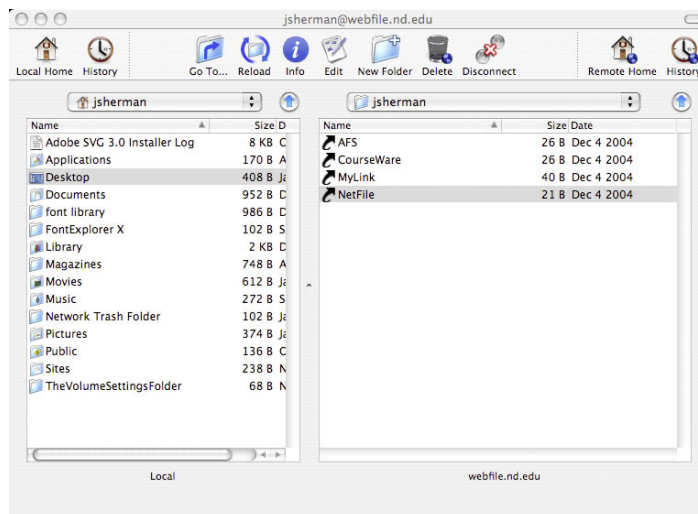 jsherman@webfile.nd.edu
Local Home History Go To... Reload Info Edit New Folder Delete Disconnect Remote Home History
jsherman jsherman
Name Size D Name Size Date
Adobe SVG 3.0 Installer Log 8 KB O AFS 26 B Dec 4 2004
Applications 170 B A CourseWare 26 B Dec 4 2004
Desktop 408 B Ja MyLink 40 B Dec 4 2004
Documents 952 B D NetFile 21 B Dec 4 2004
font library 986 B D
FontExplorer X 102 B S
Library 2 KB D
Magazines 748 B A
Movies 612 B Ja
Music 272 B S
Network Trash Folder 102 B Ja
Pictures 374 B Ja
Public 136 B O
Sites 238 B N
TheVolumeSettingsFolder 68 B N
Local webfile.nd.edu